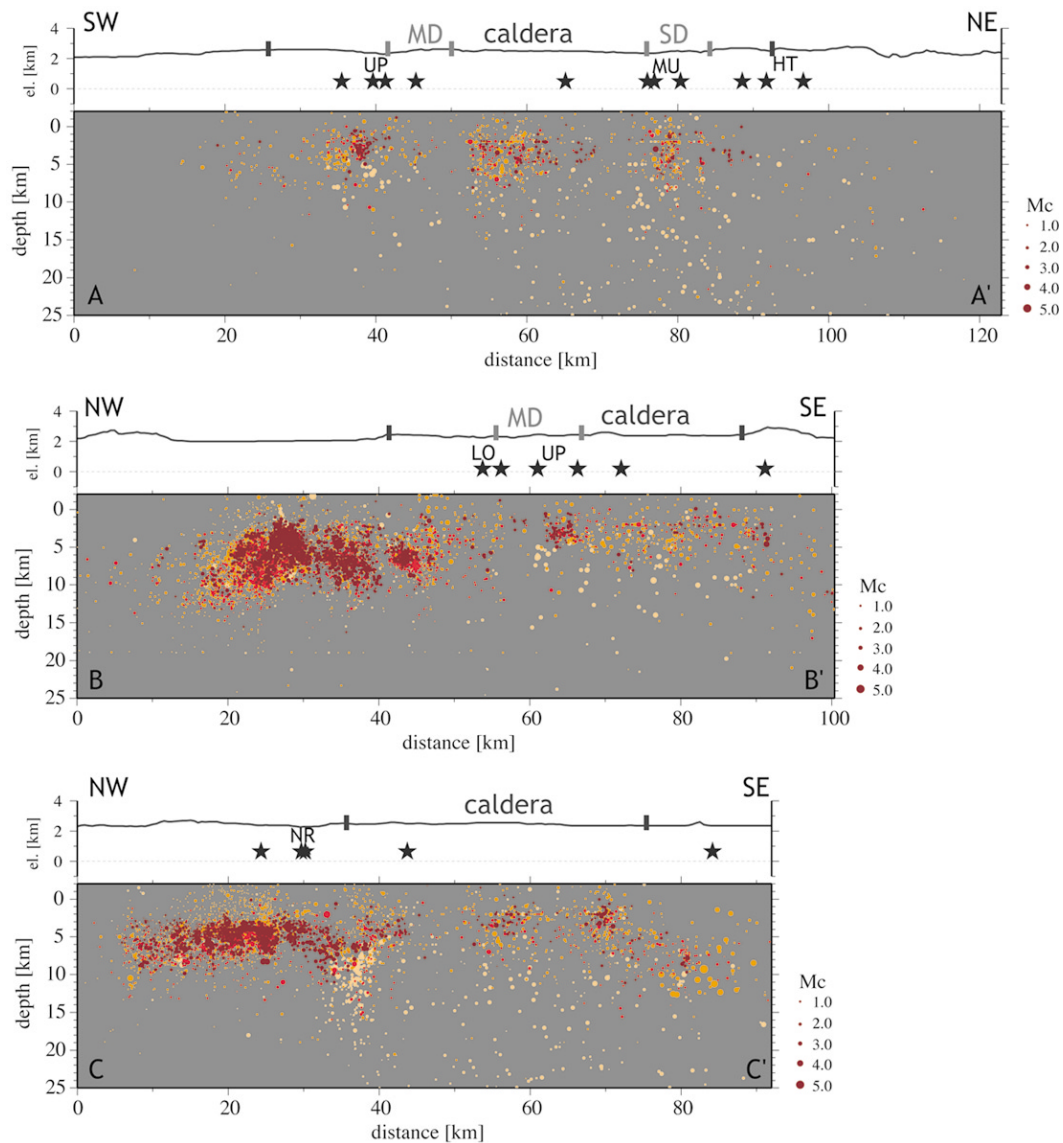 SW MD caldera SD NE
4
2
0
el. [km]
UP MU HT
0
5
10
15
20
25
depth [km]
A A'
0 20 40 60 80 100 120
distance [km]
Mc
1.0
2.0
3.0
4.0
5.0
NW MD caldera SE
4
2
0
el. [km]
LO UP
0
5
10
15
20
25
depth [km]
B B'
0 20 40 60 80 100
distance [km]
Mc
1.0
2.0
3.0
4.0
5.0
NW caldera SE
4
2
0
el. [km]
NR
0
5
10
15
20
25
depth [km]
C C'
0 20 40 60 80
distance [km]
Mc
1.0
2.0
3.0
4.0
5.0